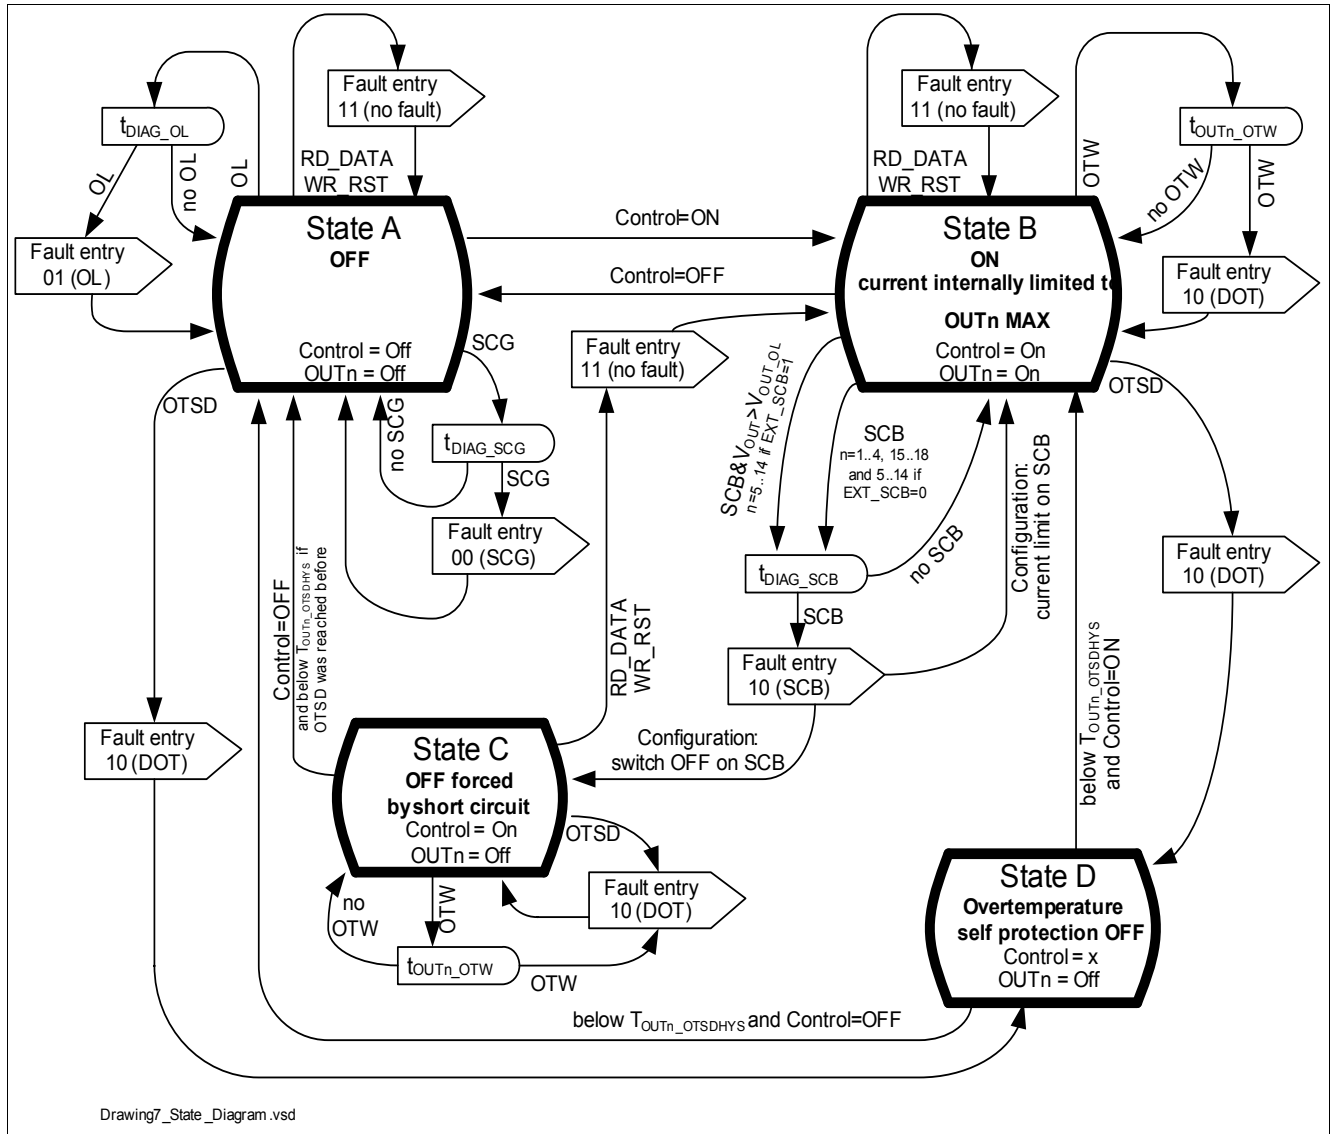 Fault entry
11 (no fault)
Fault entry
11 (no fault)
tDIAG_OL
tOUTn_OTW
OL
no OL
OL
RD_DATA
WR_RST
RD_DATA
WR_RST
OTW
no OTW
OTW
Fault entry
01 (OL)
State A
OFF
Control = Off
OUTn = Off
Control=ON
Control=OFF
State B
ON
current internally limited to
OUTn MAX
Control = On
OUTn = On
Fault entry
10 (DOT)
Fault entry
11 (no fault)
SCG
OTSD
OTSD
no SCG
tDIAG_SCG
SCG
Fault entry
00 (SCG)
SCB&VOUT>VOUT_OL
n=5..14 if EXT_SCB=1
SCB
n=1..4, 15..18
and 5..14 if
EXT_SCB=0
tDIAG_SCB
no SCB
SCB
Configuration:
current limit on SCB
Fault entry
10 (DOT)
Fault entry
10 (SCB)
Control=OFF
and below TOUTn_OTSDHYS if
OTSD was reached before
RD_DATA
WR_RST
below TOUTn_OTSDHYS
and Control=ON
Fault entry
10 (DOT)
State C
OFF forced
by short circuit
Control = On
OUTn = Off
Configuration:
switch OFF on SCB
OTSD
Fault entry
10 (DOT)
no
OTW
OTW
tOUTn_OTW
OTW
State D
Overtemperature
self protection OFF
Control = x
OUTn = Off
below TOUTn_OTSDHYS and Control=OFF
Drawing7_State_Diagram.vsd